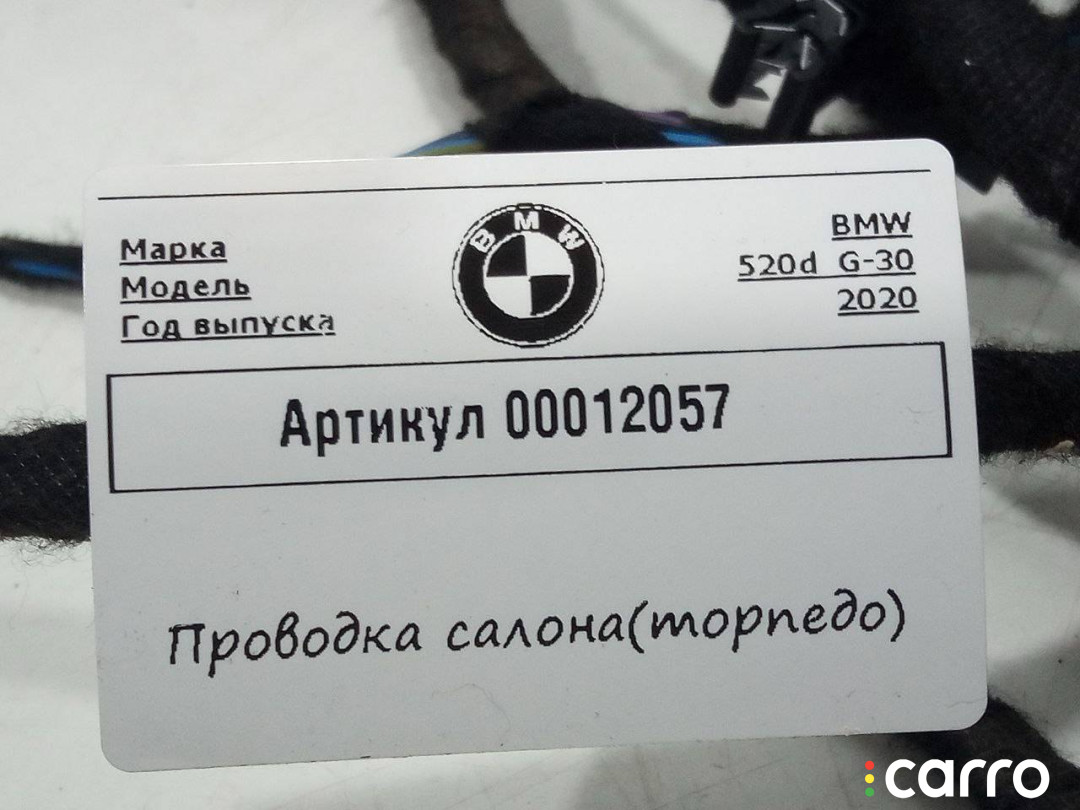 Марка BMW
Модель 520d G-30
Год выпуска 2020
BMW
Артикул 00012057
Проводка салона(торпедо)
carro